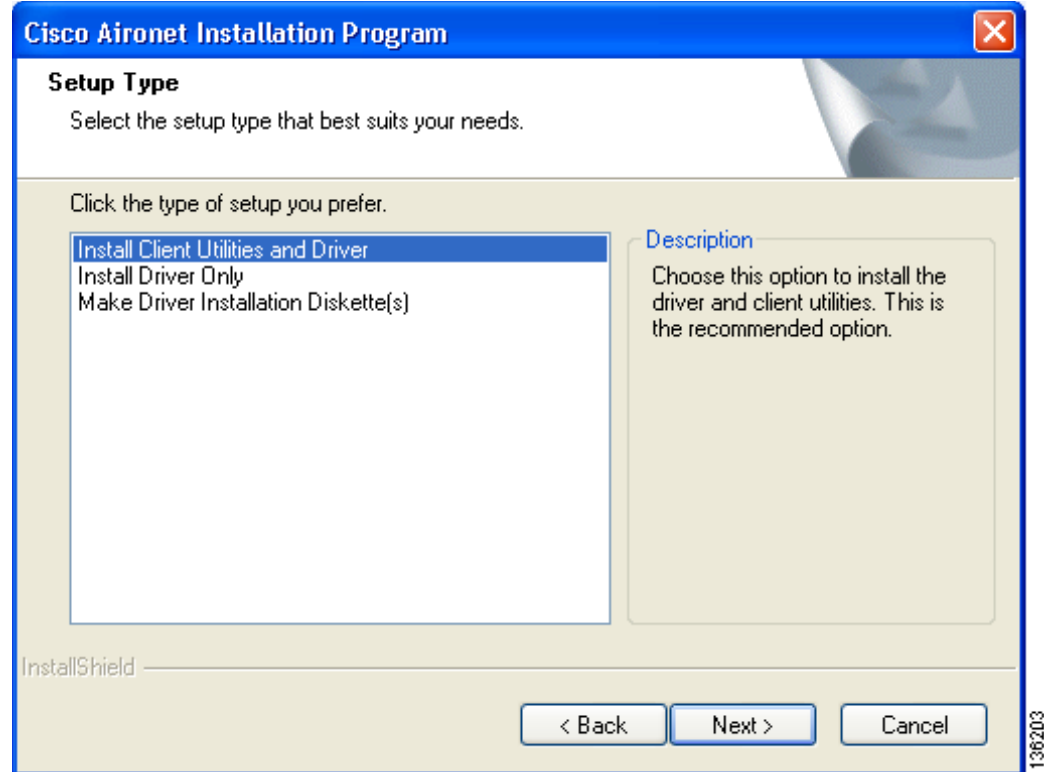 Cisco Aironet Installation Program
Setup Type
Select the setup type that best suits your needs.
Click the type of setup you prefer.
Install Client Utilities and Driver
Install Driver Only
Make Driver Installation Diskette(s)
Description
Choose this option to install the
driver and client utilities. This is
the recommended option.
InstallShield
< Back
Next >
Cancel
136203